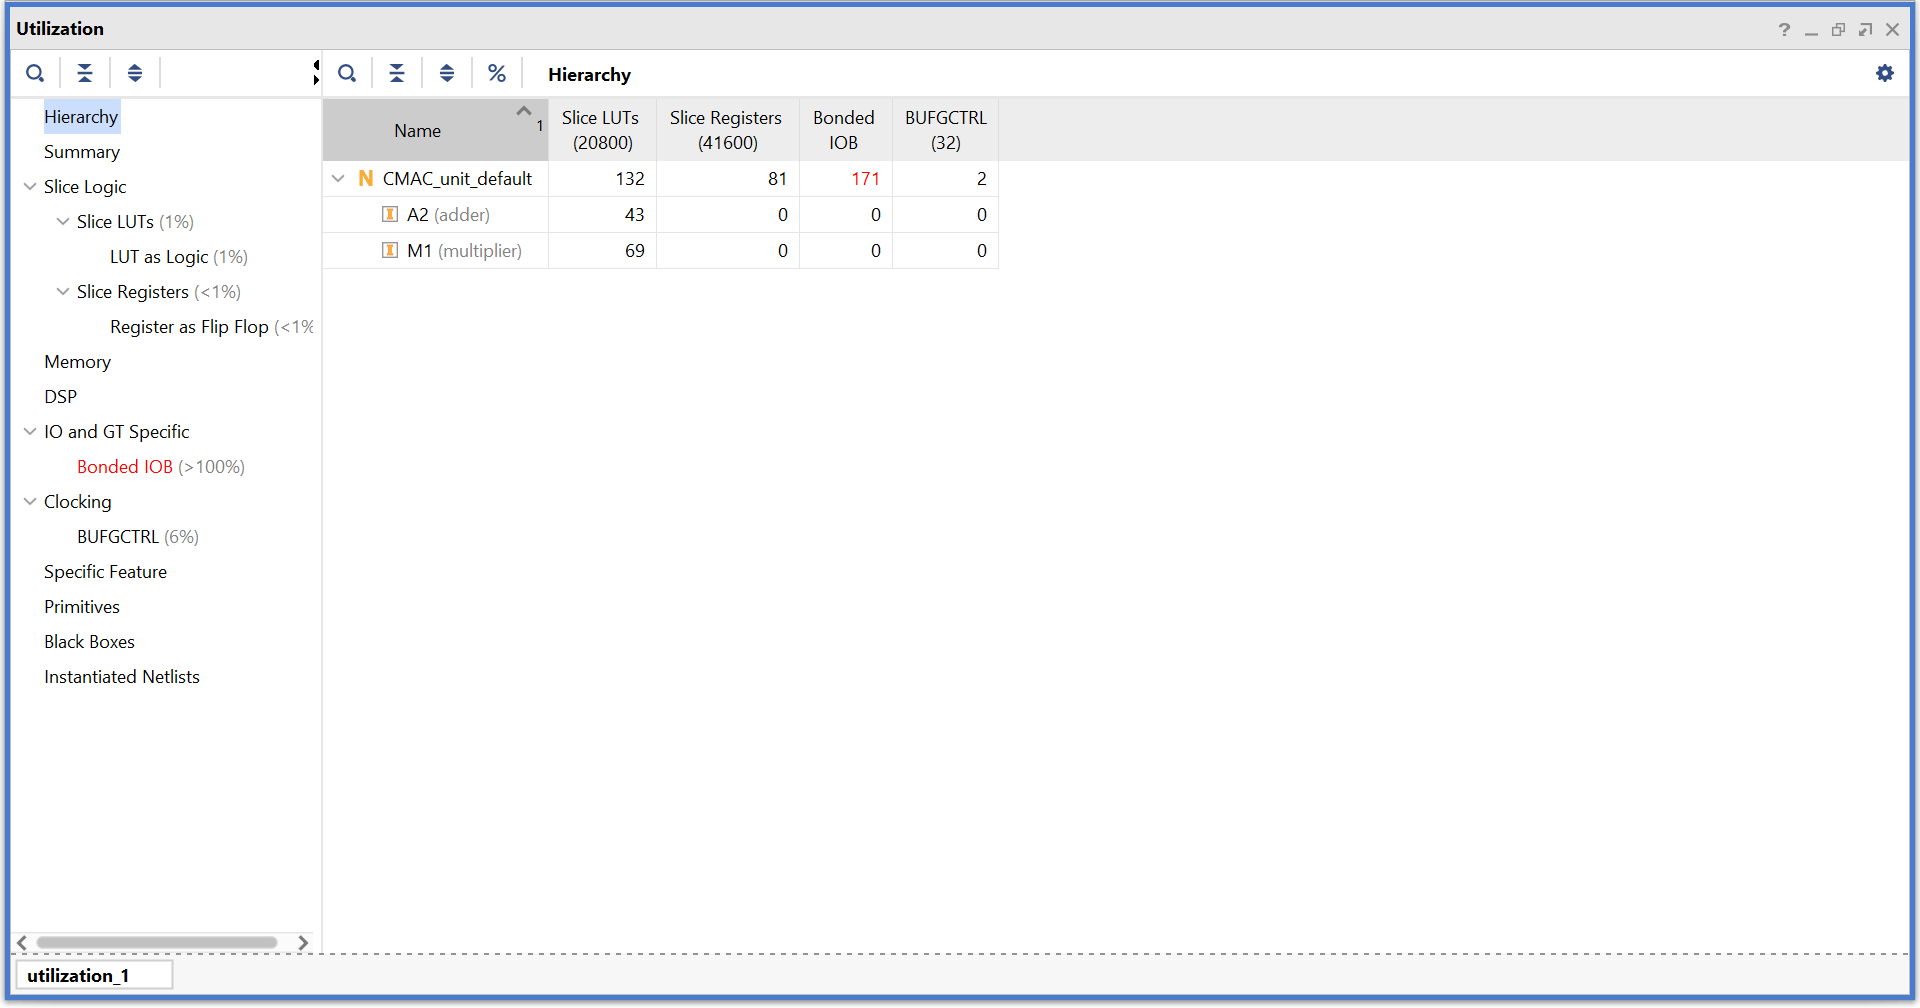 Utilization
Hierarchy
Summary
Slice Logic
Slice LUTs (1%)
LUT as Logic (1%)
Slice Registers (<1%)
Register as Flip Flop (<1%
Memory
DSP
IO and GT Specific
Bonded IOB (>100%)
Clocking
BUFGCTRL (6%)
Specific Feature
Primitives
Black Boxes
Instantiated Netlists
Hierarchy
Name 1 Slice LUTs (20800) Slice Registers (41600) Bonded IOB BUFGCTRL (32)
N CMAC_unit_default 132 81 171 2
I A2 (adder) 43 0 0 0
I M1 (multiplier) 69 0 0 0
utilization_1